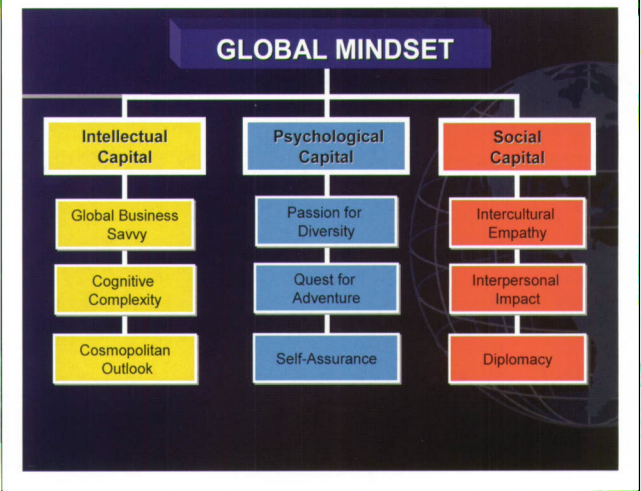 GLOBAL MINDSET
Intellectual
Capital
Global Business
Savvy
Cognitive
Complexity
Cosmopolitan
Outlook
Psychological
Capital
Passion for
Diversity
Quest for
Adventure
Self-Assurance
Social
Capital
Intercultural
Empathy
Interpersonal
Impact
Diplomacy